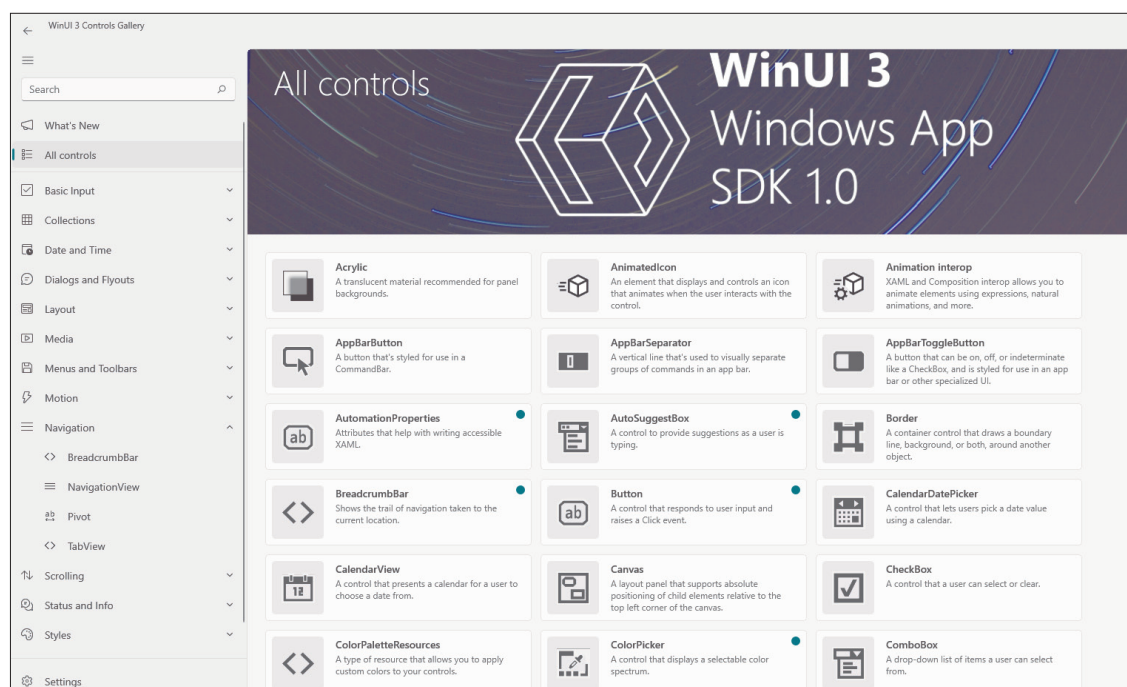 WinUI 3 Controls Gallery
Search
What's New
All controls
Basic Input
Collections
Date and Time
Dialogs and Flyouts
Layout
Media
Menus and Toolbars
Motion
Navigation
BreadcrumbBar
NavigationView
Pivot
TabView
Scrolling
Status and Info
Styles
Settings
All controls
WinUI 3
Windows App
SDK 1.0
Acrylic
A translucent material recommended for panel
backgrounds.
AnimatedIcon
An element that displays and controls an icon
that animates when the user interacts with the
control.
Animation interop
XAML and Composition interop allows you to
animate elements using expressions, natural
animations, and more.
AppBarButton
A button that's styled for use in a
CommandBar.
AppBarSeparator
A vertical line that's used to visually separate
groups of commands in an app bar.
AppBarToggleButton
A button that can be on, off, or indeterminate
like a CheckBox, and is styled for use in an app
bar or other specialized UI.
ab
AutomationProperties
Attributes that help with writing accessible
XAML.
AutoSuggestBox
A control to provide suggestions as a user is
typing.
Border
A container control that draws a boundary
line, background, or both, around another
object.
BreadcrumbBar
Shows the trail of navigation taken to the
current location.
ab
Button
A control that responds to user input and
raises a Click event.
CalendarDatePicker
A control that lets users pick a date value
using a calendar.
12
CalendarView
A control that presents a calendar for a user to
choose a date from.
Canvas
A layout panel that supports absolute
positioning of child elements relative to the
top left corner of the canvas.
CheckBox
A control that a user can select or clear.
ColorPaletteResources
A type of resource that allows you to apply
custom colors to your controls.
ColorPicker
A control that displays a selectable color
spectrum.
ComboBox
A drop-down list of items a user can select
from.